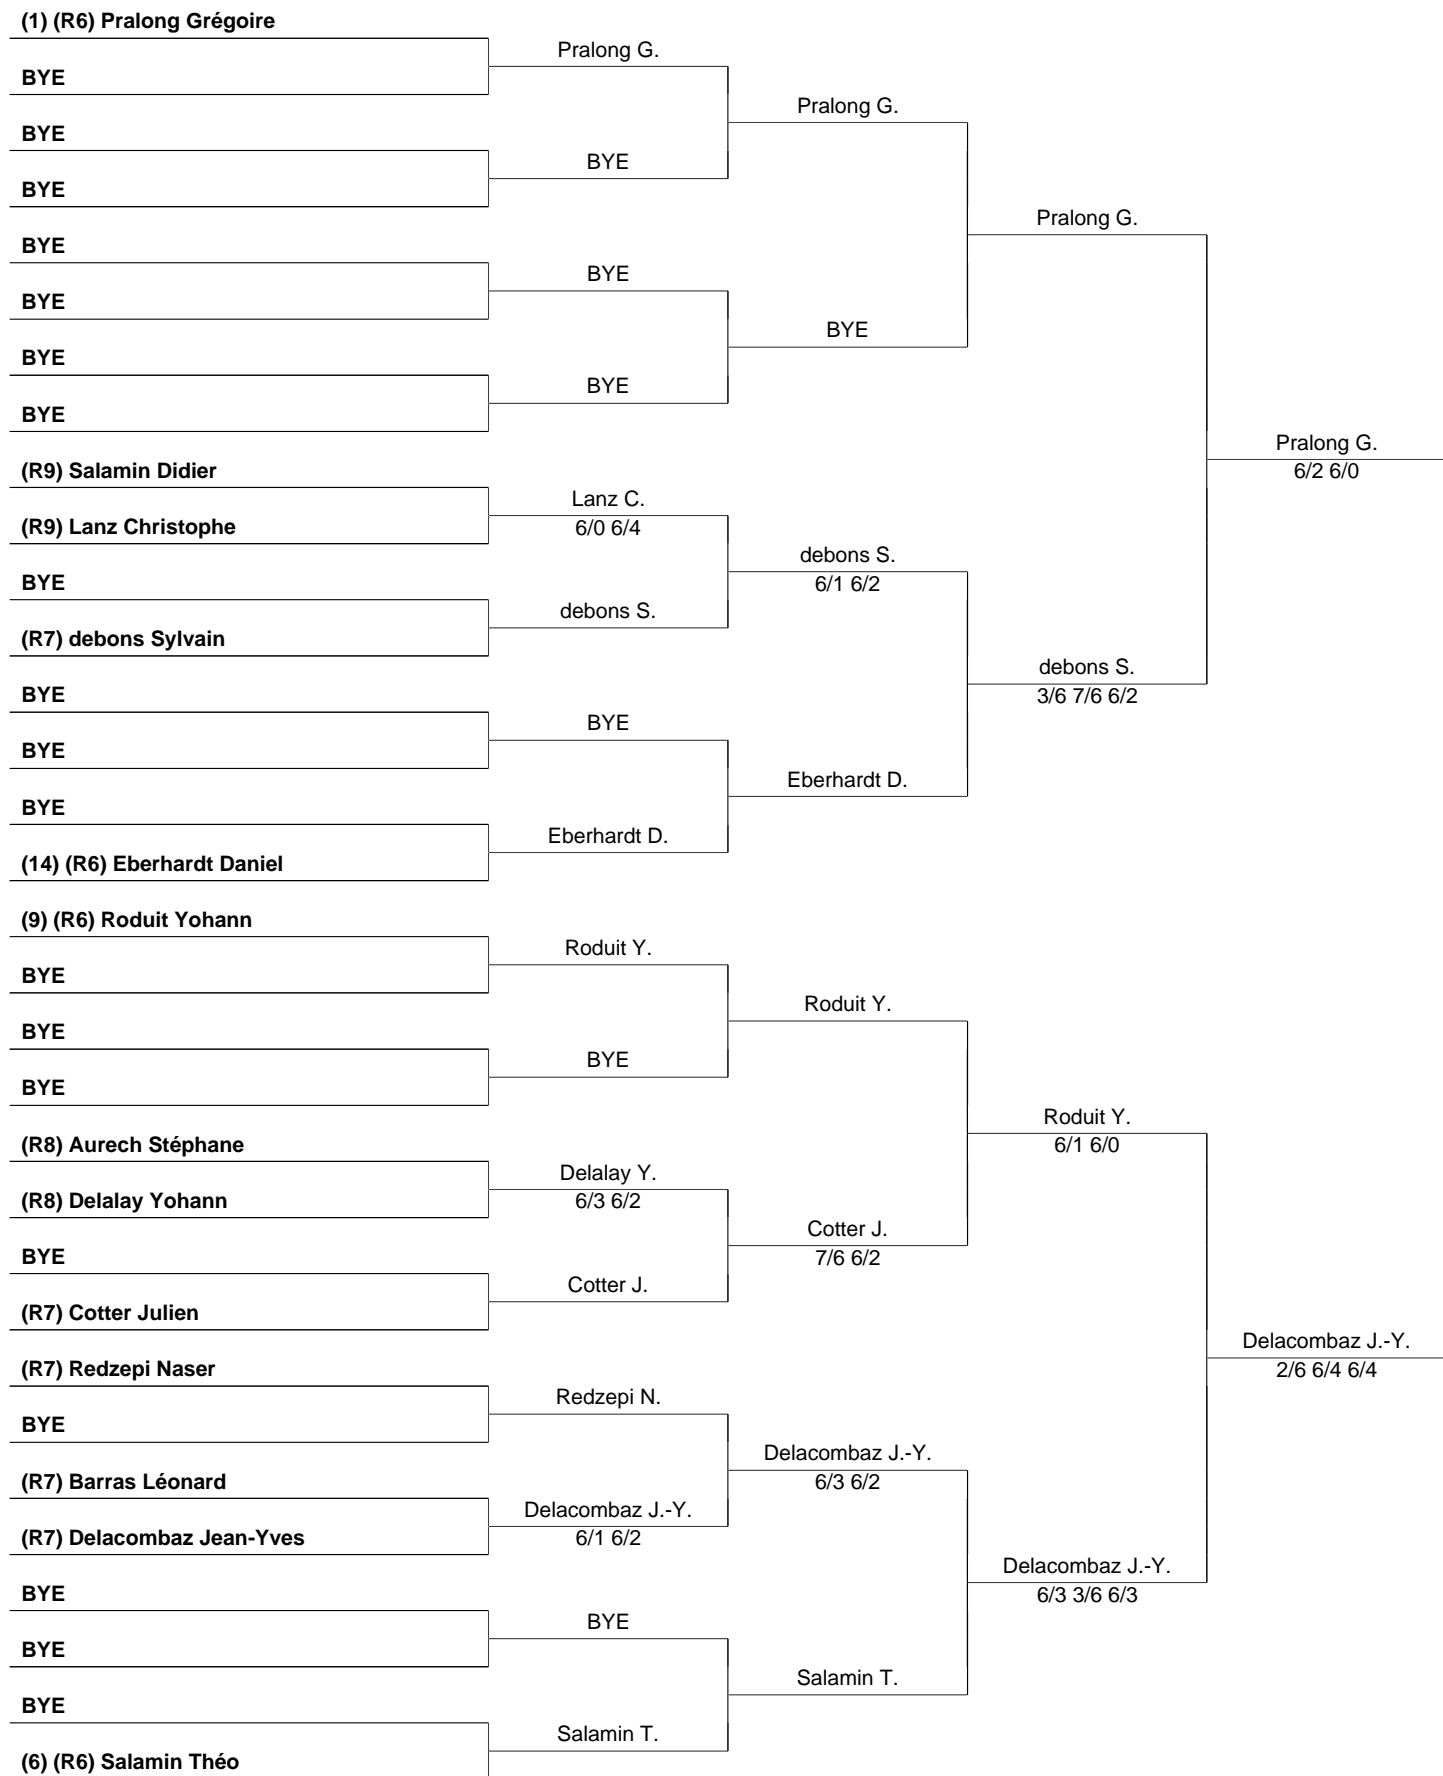 (1) (R6) Pralong Grégoire
Pralong G.
BYE
Pralong G.
BYE
BYE
BYE
Pralong G.
BYE
BYE
BYE
BYE
BYE
BYE
BYE
Pralong G.
6/2 6/0
(R9) Salamin Didier
Lanz C.
6/0 6/4
(R9) Lanz Christophe
debons S.
6/1 6/2
BYE
debons S.
(R7) debons Sylvain
debons S.
3/6 7/6 6/2
BYE
BYE
BYE
Eberhardt D.
BYE
Eberhardt D.
(14) (R6) Eberhardt Daniel
(9) (R6) Roduit Yohann
Roduit Y.
BYE
Roduit Y.
BYE
BYE
BYE
Roduit Y.
6/1 6/0
(R8) Aurech Stéphane
Delalay Y.
6/3 6/2
(R8) Delalay Yohann
Cotter J.
7/6 6/2
BYE
Cotter J.
(R7) Cotter Julien
Delacombaz J.-Y.
2/6 6/4 6/4
(R7) Redzepi Naser
Redzepi N.
BYE
Delacombaz J.-Y.
6/3 6/2
(R7) Barras Léonard
Delacombaz J.-Y.
6/1 6/2
(R7) Delacombaz Jean-Yves
Delacombaz J.-Y.
6/3 3/6 6/3
BYE
BYE
BYE
Salamin T.
BYE
Salamin T.
(6) (R6) Salamin Théo